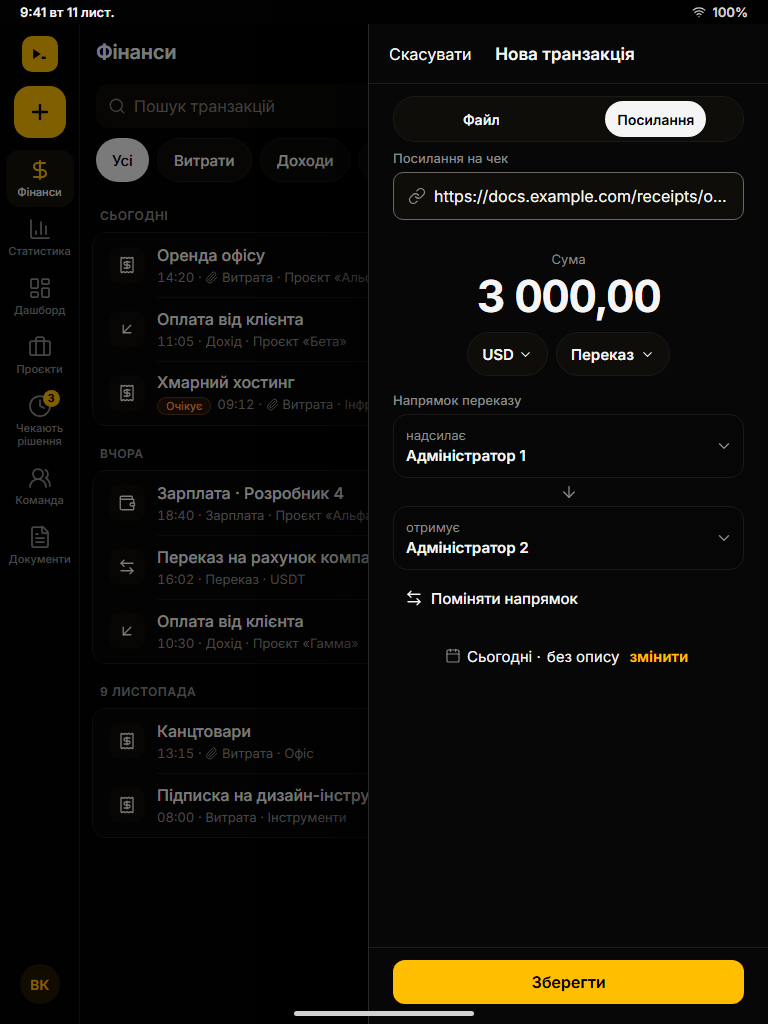 9:41 вт 11 лист.
100%
Фінанси
Пошук транзакцій
Усі
Витрати
Доходи
Фінанси
Статистика
Дашборд
Проєкти
3
Чекають
рішення
Команда
Документи
ВК
СЬОГОДНІ
Оренда офісу
14:20 · Витрата · Проєкт «Аль
Оплата від клієнта
11:05 · Дохід · Проєкт «Бета»
Хмарний хостинг
Очікує 09:12 · Витрата · Інф
ВЧОРА
Зарплата · Розробник 4
18:40 · Зарплата · Проєкт «Альфа
Переказ на рахунок компа
16:02 · Переказ · USDT
Оплата від клієнта
10:30 · Дохід · Проєкт «Гамма»
9 ЛИСТОПАДА
Канцтовари
13:15 · Витрата · Офіс
Підписка на дизайн-інстру
08:00 · Витрата · Інструменти
Скасувати
Нова транзакція
Файл
Посилання
Посилання на чек
https://docs.example.com/receipts/o...
Сума
3 000,00
USD
Переказ
Напрямок переказу
надсилає
Адміністратор 1
отримує
Адміністратор 2
Поміняти напрямок
Сьогодні · без опису змінити
Зберегти